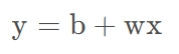 y = b + wx